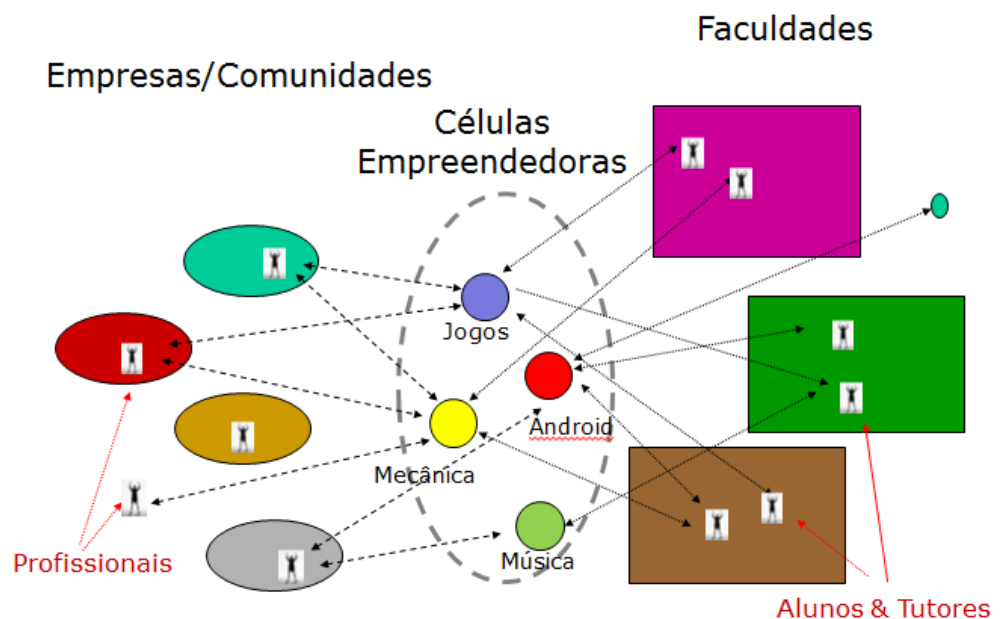 Faculdades
Empresas/Comunidades
Células
Empreendedoras
Jogos
Android
Mecânica
Música
Profissionais
Alunos & Tutores